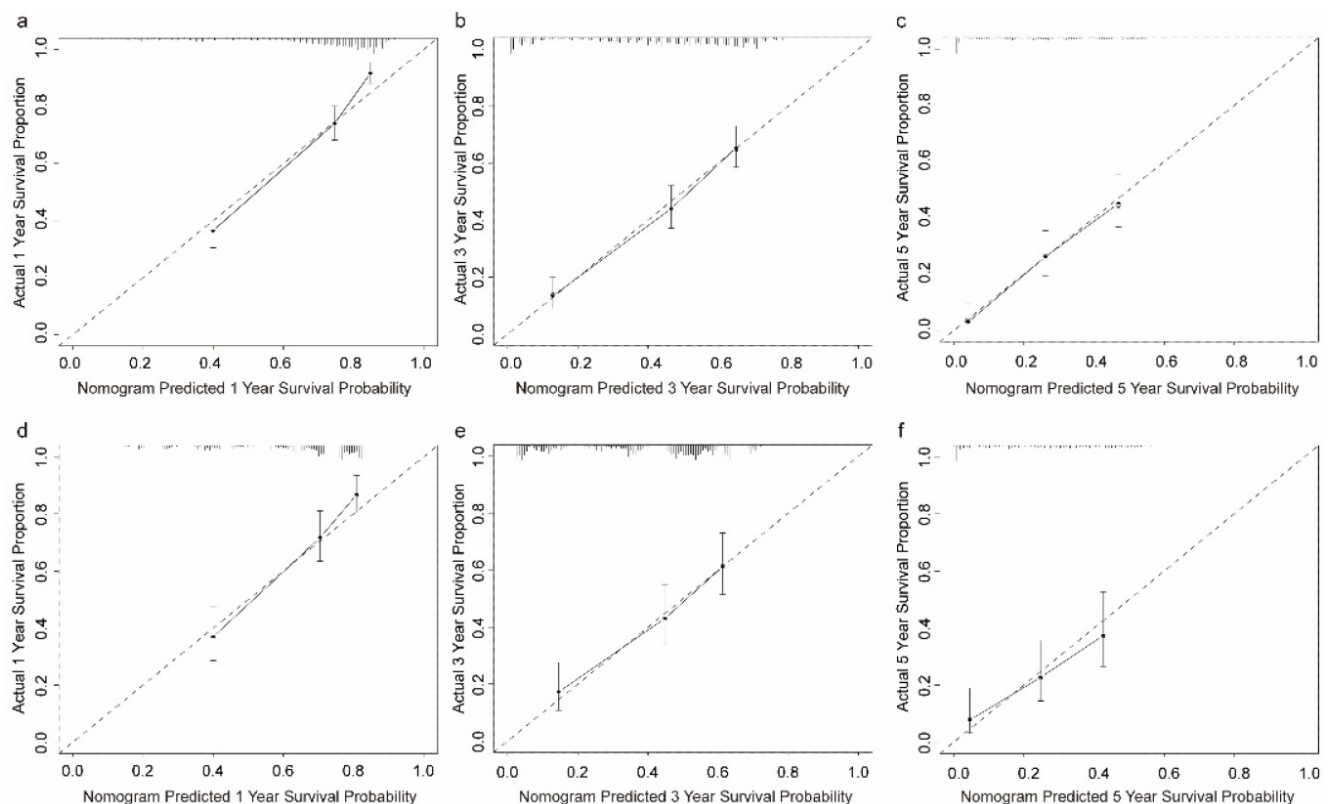 a
Actual 1 Year Survival Proportion
0.0 0.2 0.4 0.6 0.8 1.0
0.0 0.2 0.4 0.6 0.8 1.0
Nomogram Predicted 1 Year Survival Probability
b
Actual 3 Year Survival Proportion
0.0 0.2 0.4 0.6 0.8 1.0
0.0 0.2 0.4 0.6 0.8 1.0
Nomogram Predicted 3 Year Survival Probability
c
Actual 5 Year Survival Proportion
0.0 0.2 0.4 0.6 0.8 1.0
0.0 0.2 0.4 0.6 0.8 1.0
Nomogram Predicted 5 Year Survival Probability
d
Actual 1 Year Survival Proportion
0.0 0.2 0.4 0.6 0.8 1.0
0.0 0.2 0.4 0.6 0.8 1.0
Nomogram Predicted 1 Year Survival Probability
e
Actual 3 Year Survival Proportion
0.0 0.2 0.4 0.6 0.8 1.0
0.0 0.2 0.4 0.6 0.8 1.0
Nomogram Predicted 3 Year Survival Probability
f
Actual 5 Year Survival Proportion
0.0 0.2 0.4 0.6 0.8 1.0
0.0 0.2 0.4 0.6 0.8 1.0
Nomogram Predicted 5 Year Survival Probability